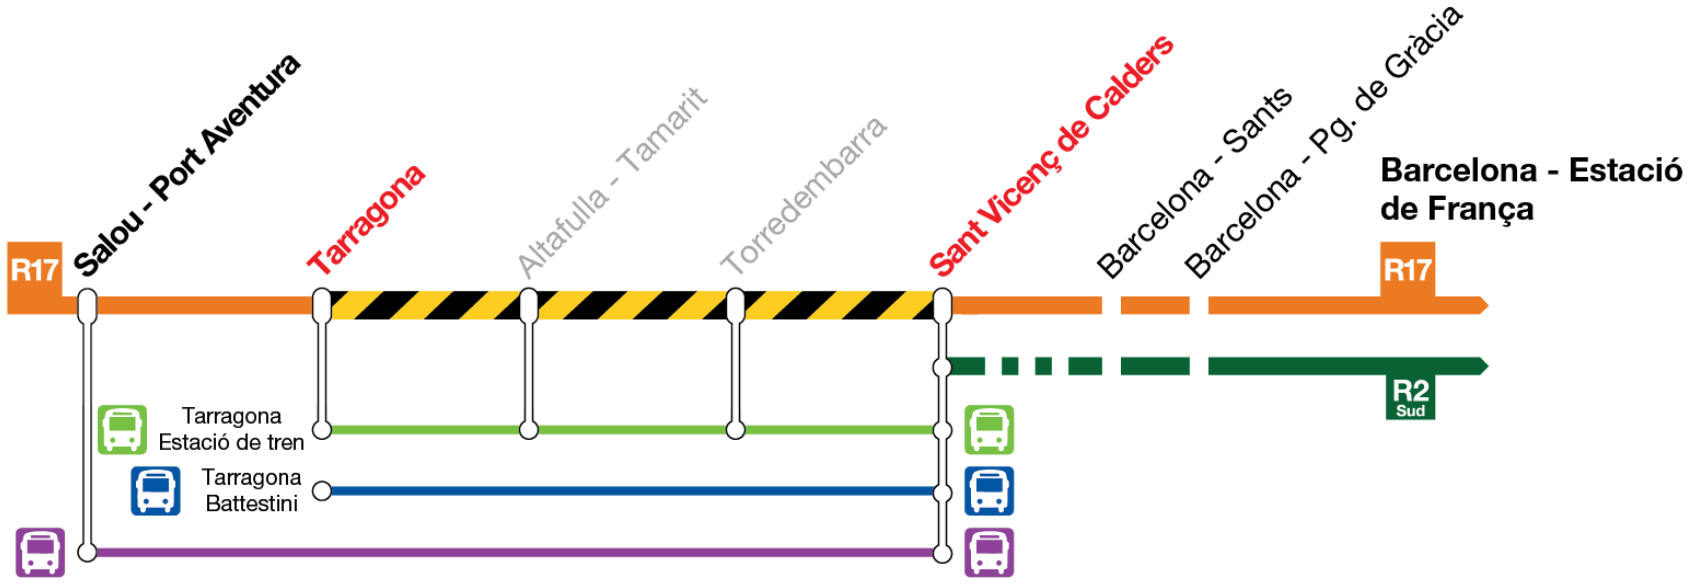 R17
Salou - Port Aventura
Tarragona
Altafulla - Tamarit
Torredembarra
Sant Vicenç de Calders
Barcelona - Sants
Barcelona - Pg. de Gràcia
Barcelona - Estació
de França
R17
R2
Sud
Tarragona
Estació de tren
Tarragona
Battestini